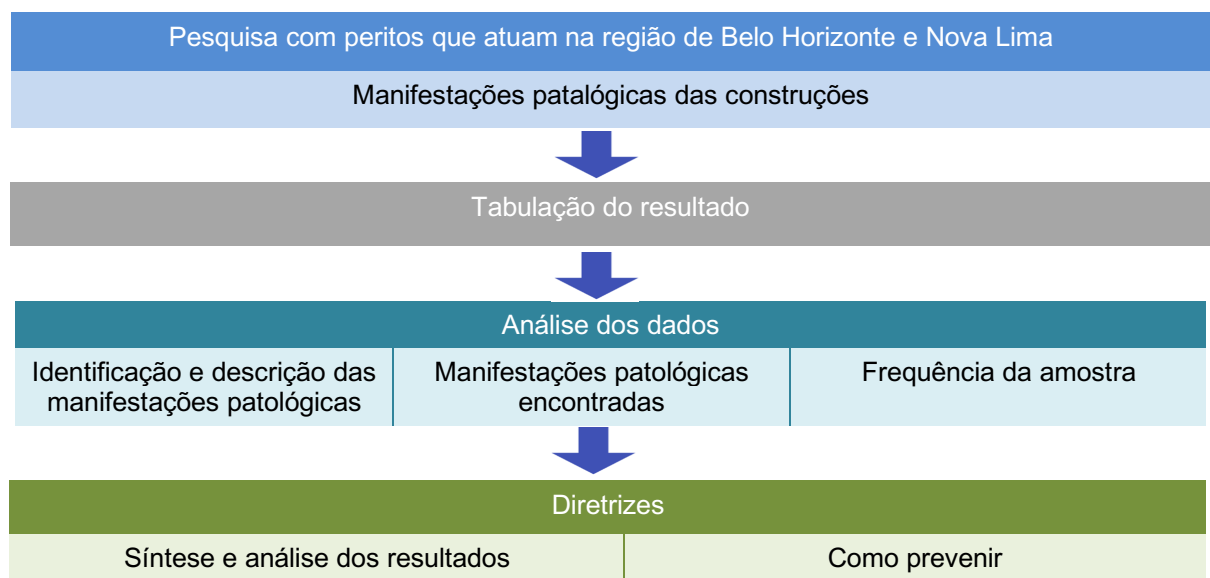 Pesquisa com peritos que atuam na região de Belo Horizonte e Nova Lima
Manifestações patalógicas das construções
Tabulação do resultado
Análise dos dados
Identificação e descrição das
manifestações patológicas
Manifestações patológicas
encontradas
Frequência da amostra
Diretrizes
Síntese e análise dos resultados
Como prevenir